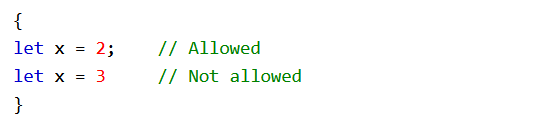 {
let x = 2;    // Allowed
let x = 3     // Not allowed
}